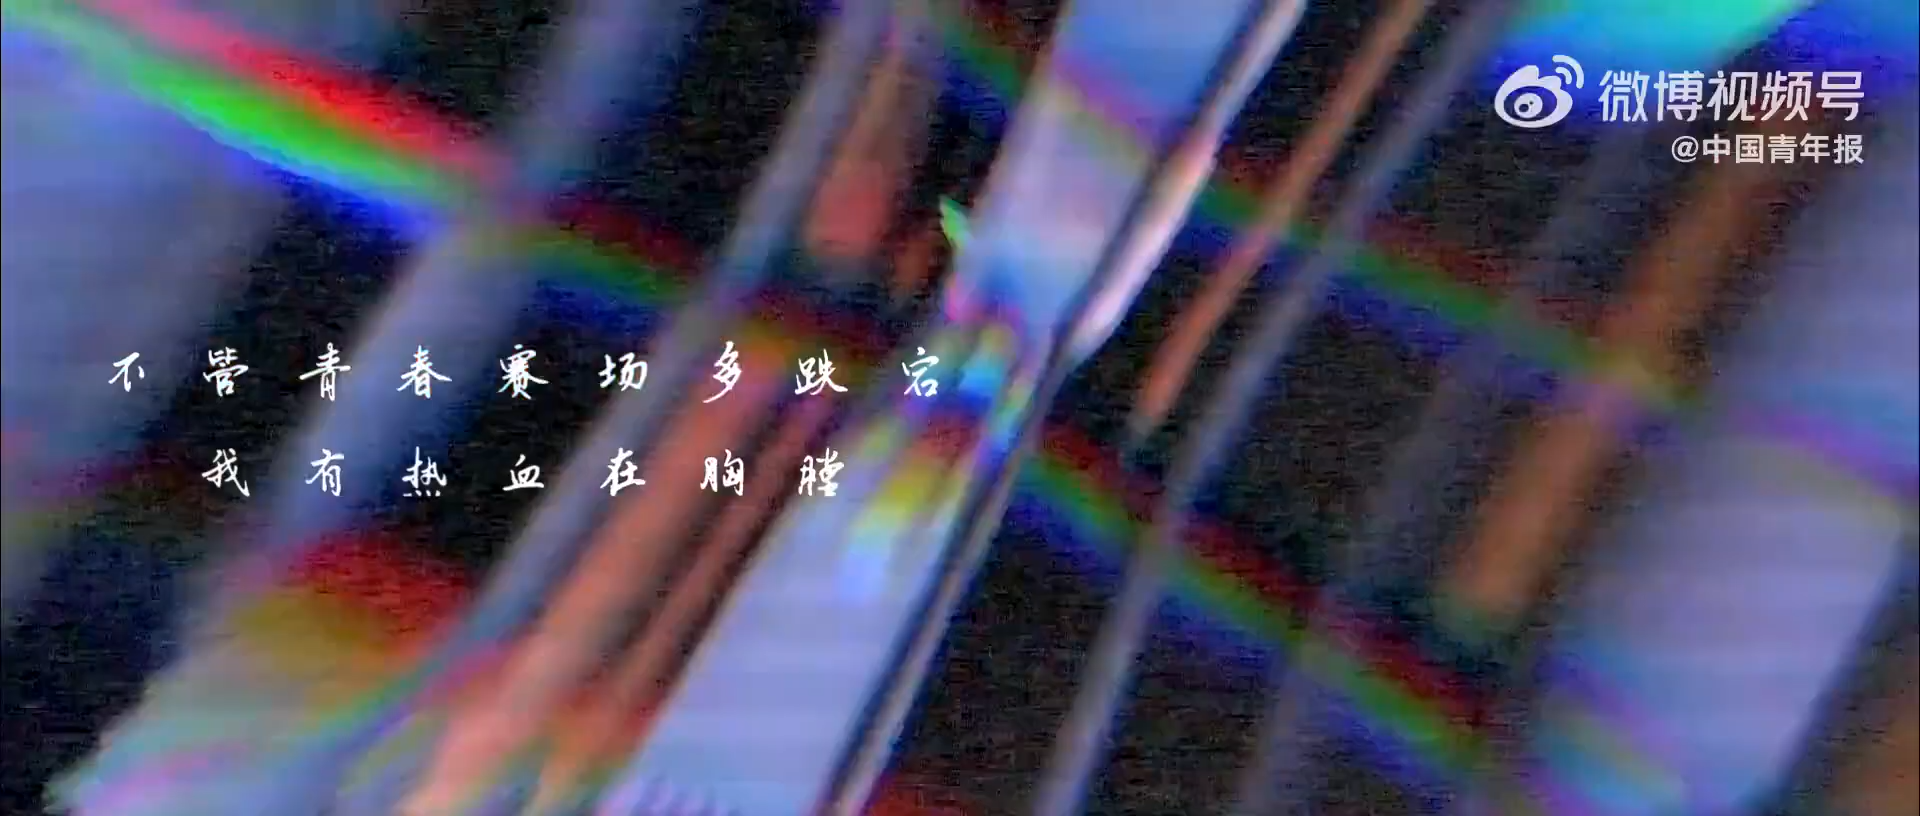 微博视频号
@中国青年报
不管青春赛场多跌宕
我有热血在胸膛